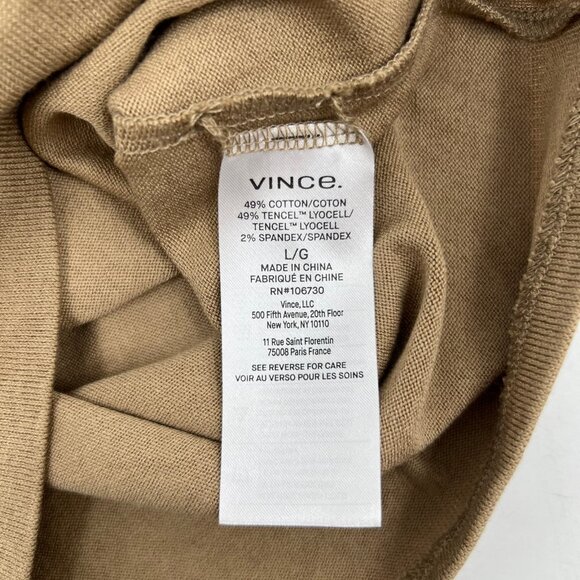 VINCE.
49% COTTON/COTON
49% TENCEL™ LYOCELL/
TENCEL™ LYOCELL
2% SPANDEX/SPANDEX
L/G
MADE IN CHINA
FABRIQUÉ EN CHINE
RN#106730
Vince, LLC
500 Fifth Avenue, 20th Floor
New York, NY 10110
11 Rue Saint Florentin
75008 Paris France
SEE REVERSE FOR CARE
VOIR AU VERSO POUR LES SOINS